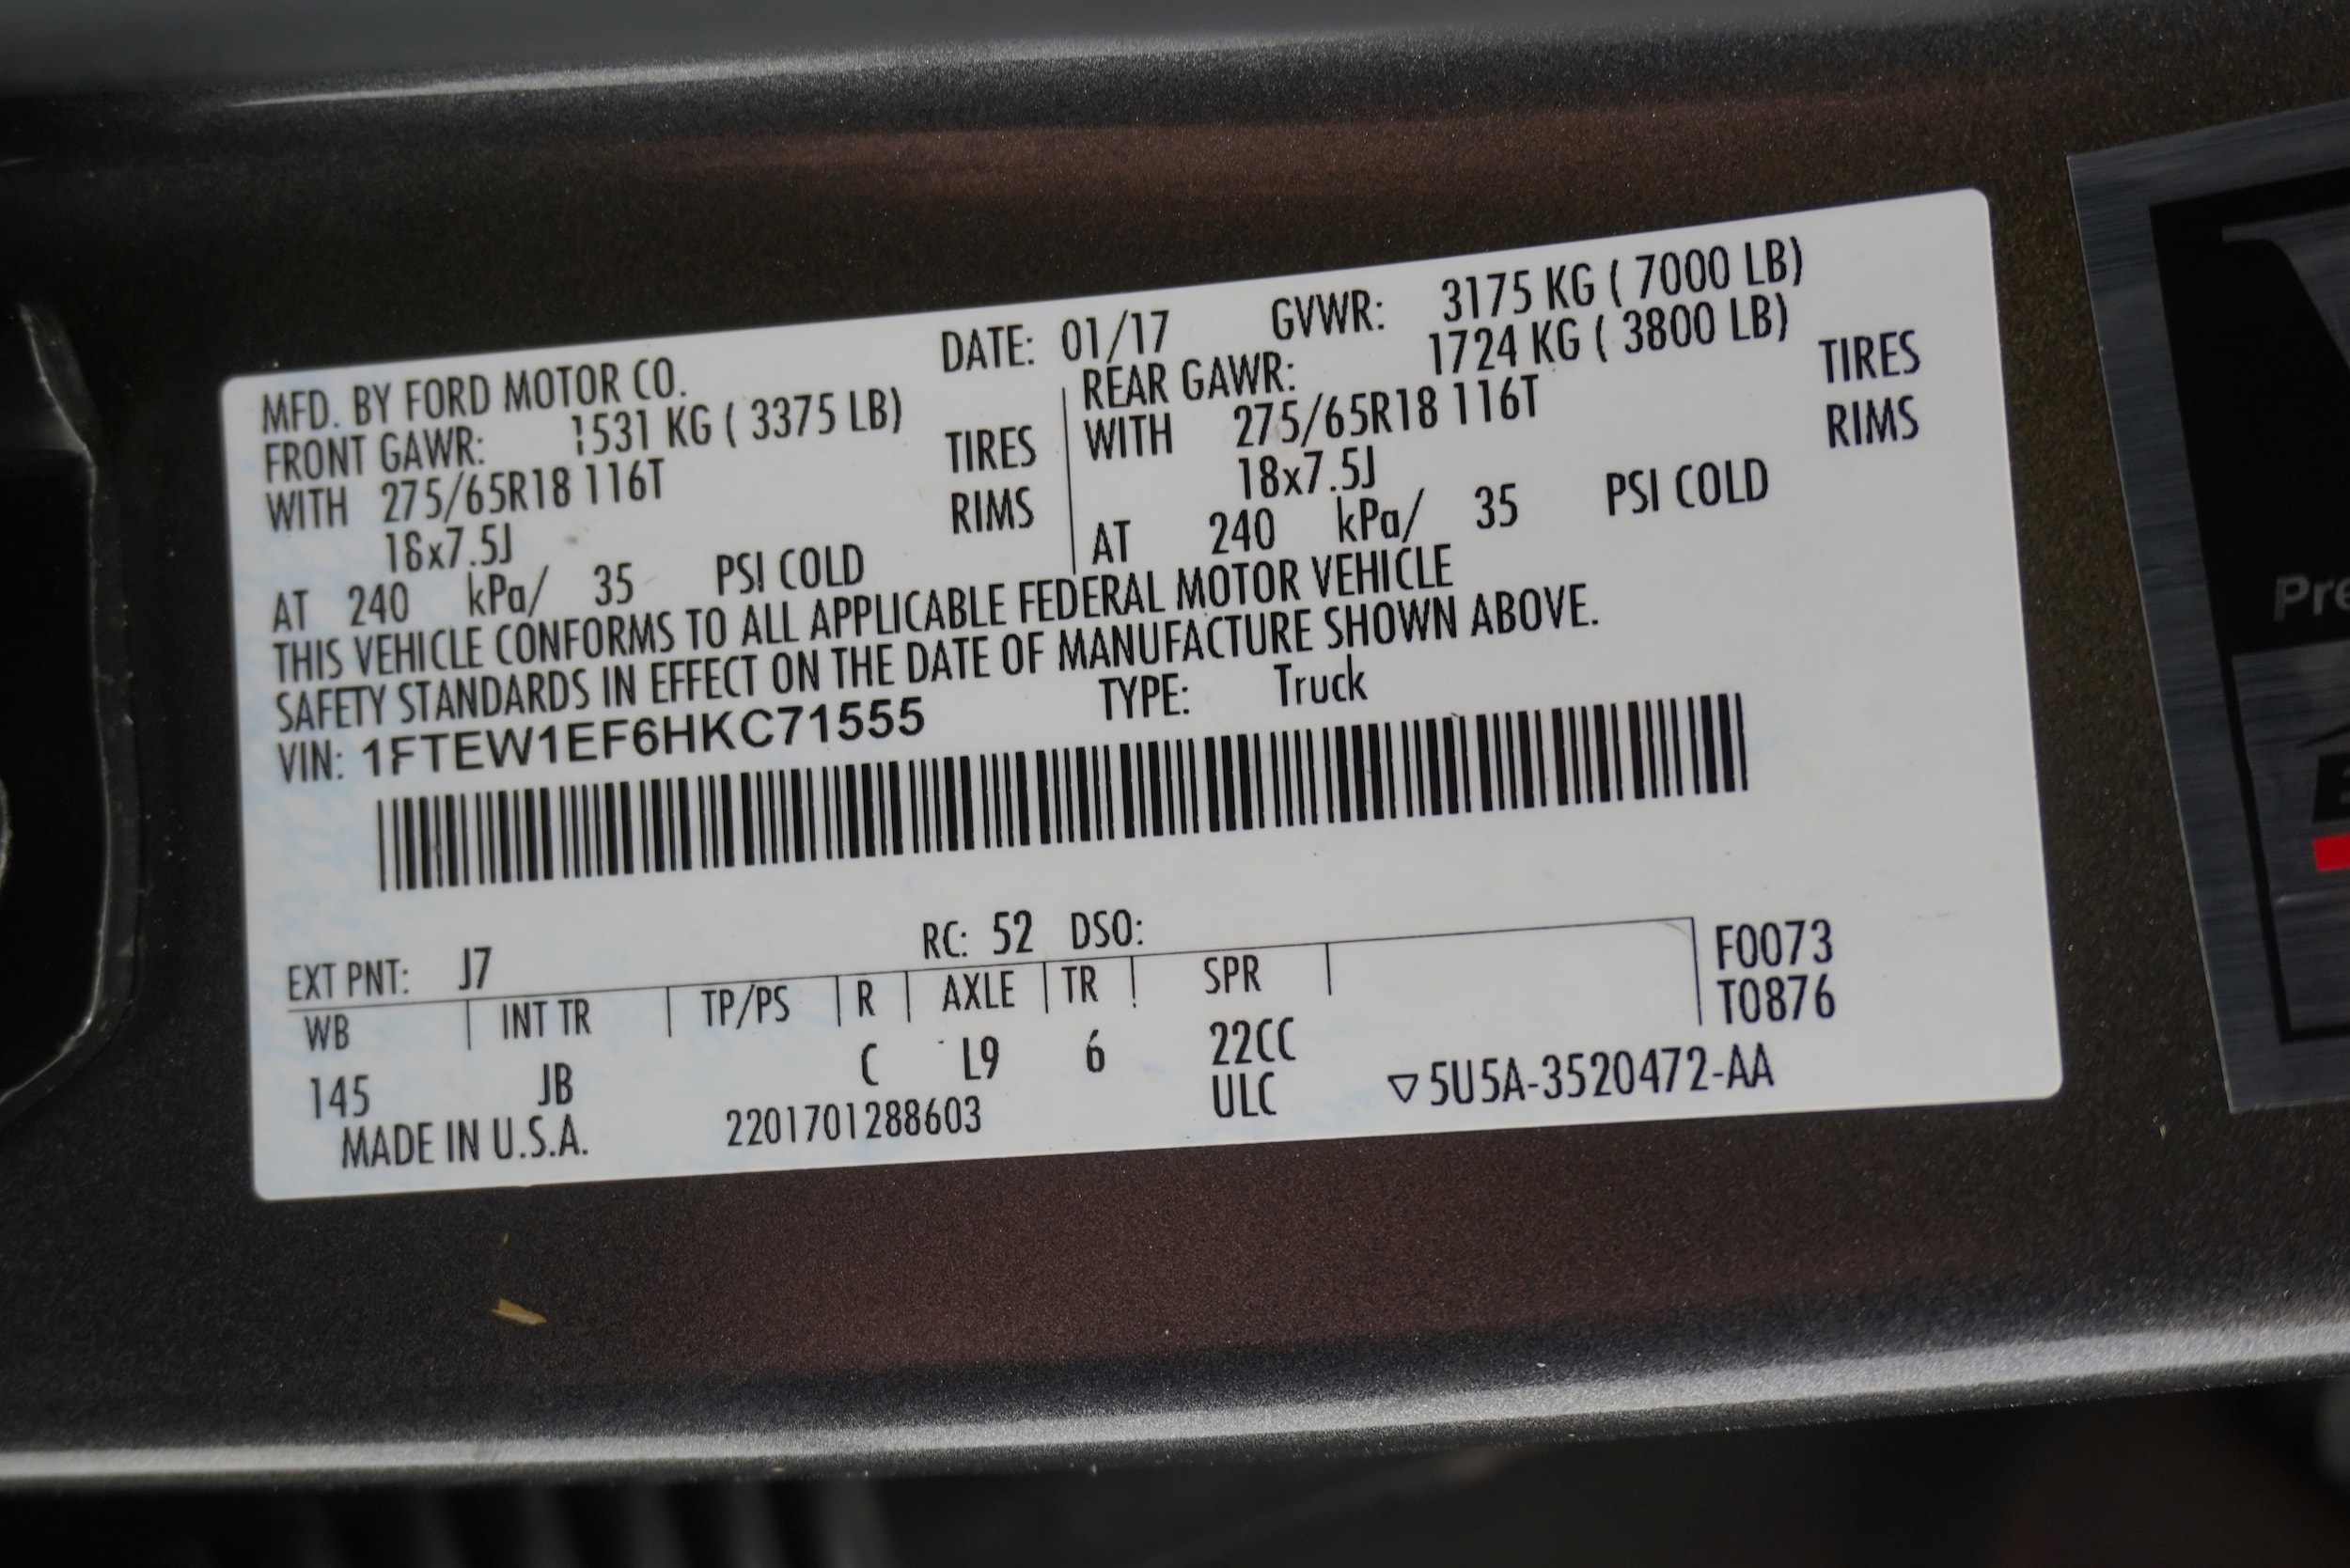 MFD. BY FORD MOTOR CO. DATE: 01/17 GVWR: 3175 KG ( 7000 LB)
FRONT GAWR: 1531 KG ( 3375 LB)
WITH 275/65R18 116T TIRES
18x7.5J RIMS
AT 240 kPa/ 35 PSI COLD
REAR GAWR: 1724 KG ( 3800 LB)
WITH 275/65R18 116T TIRES
18x7.5J RIMS
AT 240 kPa/ 35 PSI COLD
THIS VEHICLE CONFORMS TO ALL APPLICABLE FEDERAL MOTOR VEHICLE
SAFETY STANDARDS IN EFFECT ON THE DATE OF MANUFACTURE SHOWN ABOVE.
VIN: 1FTEW1EF6HKC71555 TYPE: Truck
EXT PNT: J7 RC: 52 DSO:
WB INT TR TP/PS R AXLE TR SPR
145 JB C L9 6 22CC
ULC
F0073
T0876
MADE IN U.S.A. 2201701288603 ▽5U5A-3520472-AA